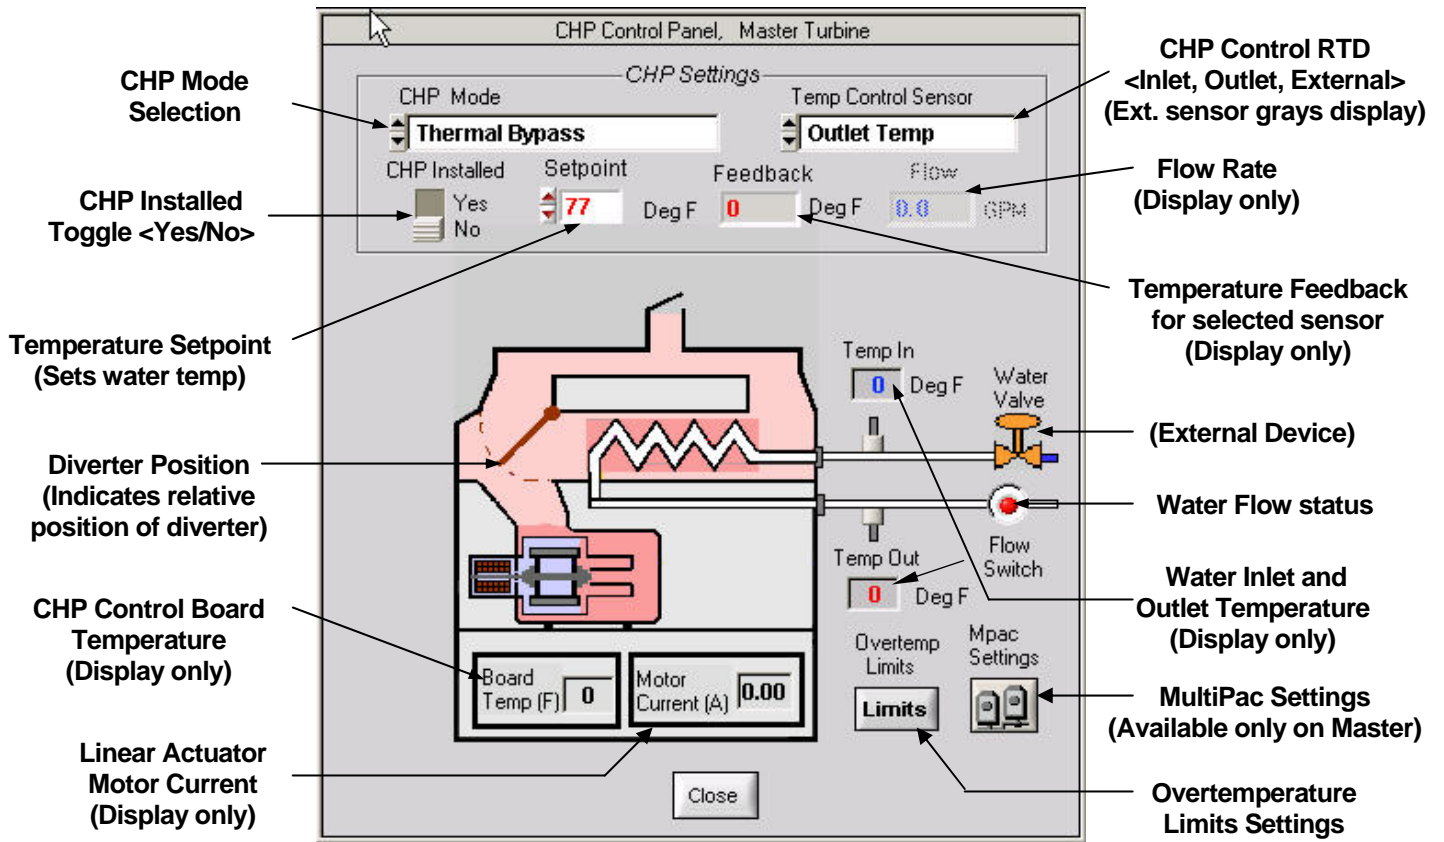 CHP Control Panel,   Master Turbine
CHP Settings
CHP Mode
Thermal Bypass
Temp Control Sensor
Outlet Temp
CHP Installed
Yes
No
Setpoint
77
Deg F
Feedback
0
Deg F
Flow
0.0
GPM
Temp In
0
Deg F
Water
Valve
Flow
Switch
Temp Out
0
Deg F
Board
Temp (F)
0
Motor
Current (A)
0.00
Overtemp
Limits
Limits
Mpac
Settings
Close
CHP Mode
Selection
CHP Installed
Toggle <Yes/No>
Temperature Setpoint
(Sets water temp)
Diverter Position
(Indicates relative
position of diverter)
CHP Control Board
Temperature
(Display only)
Linear Actuator
Motor Current
(Display only)
CHP Control RTD
<Inlet, Outlet, External>
(Ext. sensor grays display)
Flow Rate
(Display only)
Temperature Feedback
for selected sensor
(Display only)
(External Device)
Water Flow status
Water Inlet and
Outlet Temperature
(Display only)
MultiPac Settings
(Available only on Master)
Overtemperature
Limits Settings